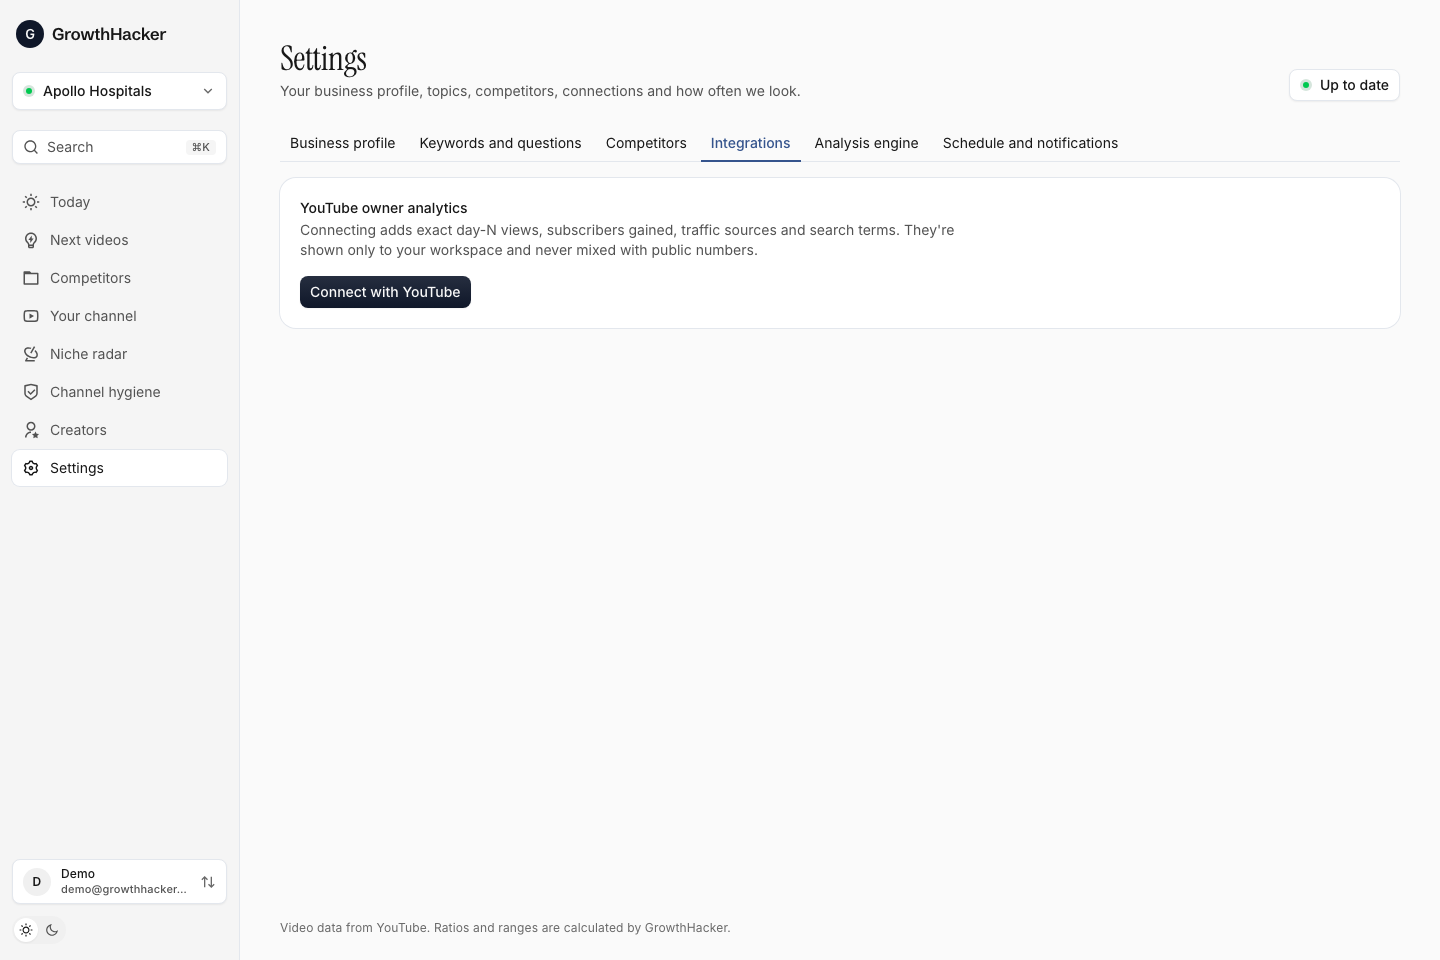 G GrowthHacker
Apollo Hospitals
Search ⌘K
Today
Next videos
Competitors
Your channel
Niche radar
Channel hygiene
Creators
Settings
D
Demo
demo@growthhacker...
Settings
Your business profile, topics, competitors, connections and how often we look.
Up to date
Business profile Keywords and questions Competitors Integrations Analysis engine Schedule and notifications
YouTube owner analytics
Connecting adds exact day-N views, subscribers gained, traffic sources and search terms. They're
shown only to your workspace and never mixed with public numbers.
Connect with YouTube
Video data from YouTube. Ratios and ranges are calculated by GrowthHacker.